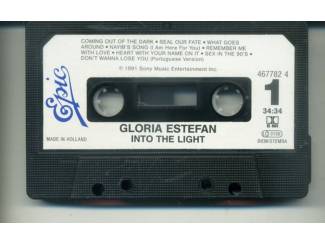 COMING OUT OF THE DARK • SEAL OUR FATE • WHAT GOES
AROUND • NAYIB'S SONG (I Am Here For You) • REMEMBER ME
WITH LOVE • HEART WITH YOUR NAME ON IT • SEX IN THE 90'S •
DON'T WANNA LOSE YOU (Portuguese Version)
℗ 1991 Sony Music Entertainment Inc.
467782 4
Epic
1
34:34
MADE IN HOLLAND
GLORIA ESTEFAN
INTO THE LIGHT
BIEM/STEMRA